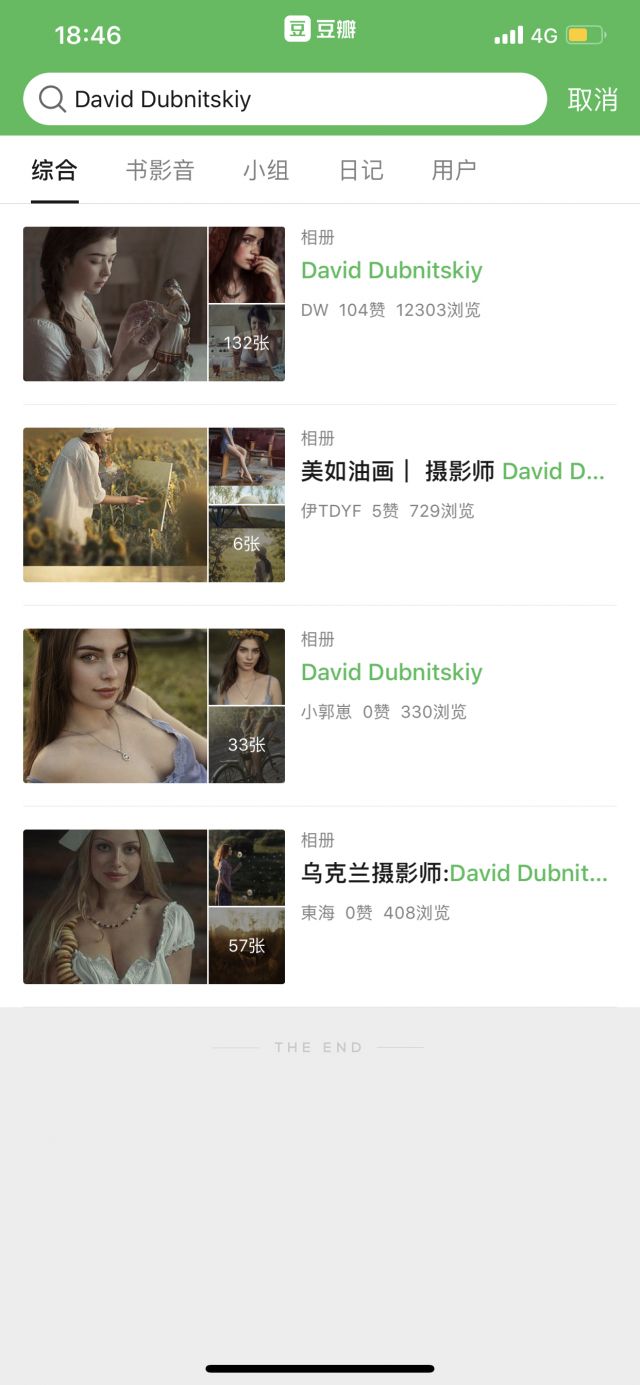 18:46
豆 豆瓣
4G
David Dubnitskiy
取消
综合
书影音
小组
日记
用户
相册
David Dubnitskiy
DW 104赞 12303浏览
132张
相册
美如油画｜ 摄影师 David D...
伊TDYF 5赞 729浏览
6张
相册
David Dubnitskiy
小郭崽 0赞 330浏览
33张
相册
乌克兰摄影师:David Dubnit...
東海 0赞 408浏览
57张
THE END